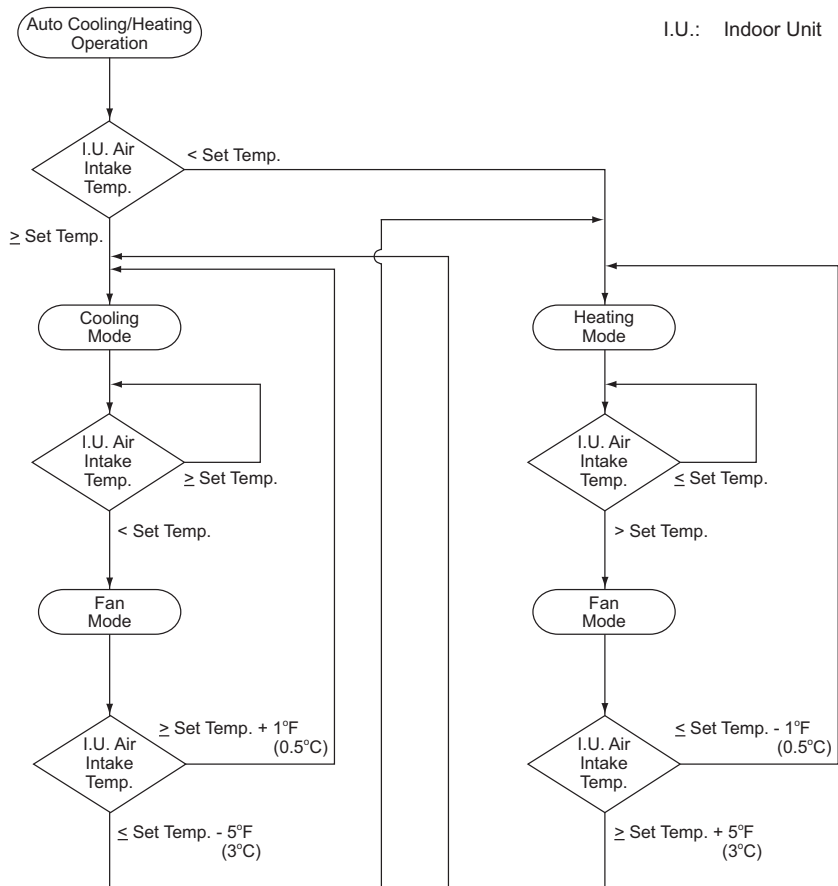 Auto Cooling/Heating
Operation
I.U.: Indoor Unit
I.U. Air
Intake
Temp.
< Set Temp.
≥ Set Temp.
Cooling
Mode
Heating
Mode
I.U. Air
Intake
Temp.
≥ Set Temp.
< Set Temp.
I.U. Air
Intake
Temp.
≤ Set Temp.
> Set Temp.
Fan
Mode
Fan
Mode
I.U. Air
Intake
Temp.
≥ Set Temp. + 1°F
(0.5°C)
≤ Set Temp. - 5°F
(3°C)
I.U. Air
Intake
Temp.
≤ Set Temp. - 1°F
(0.5°C)
≥ Set Temp. + 5°F
(3°C)